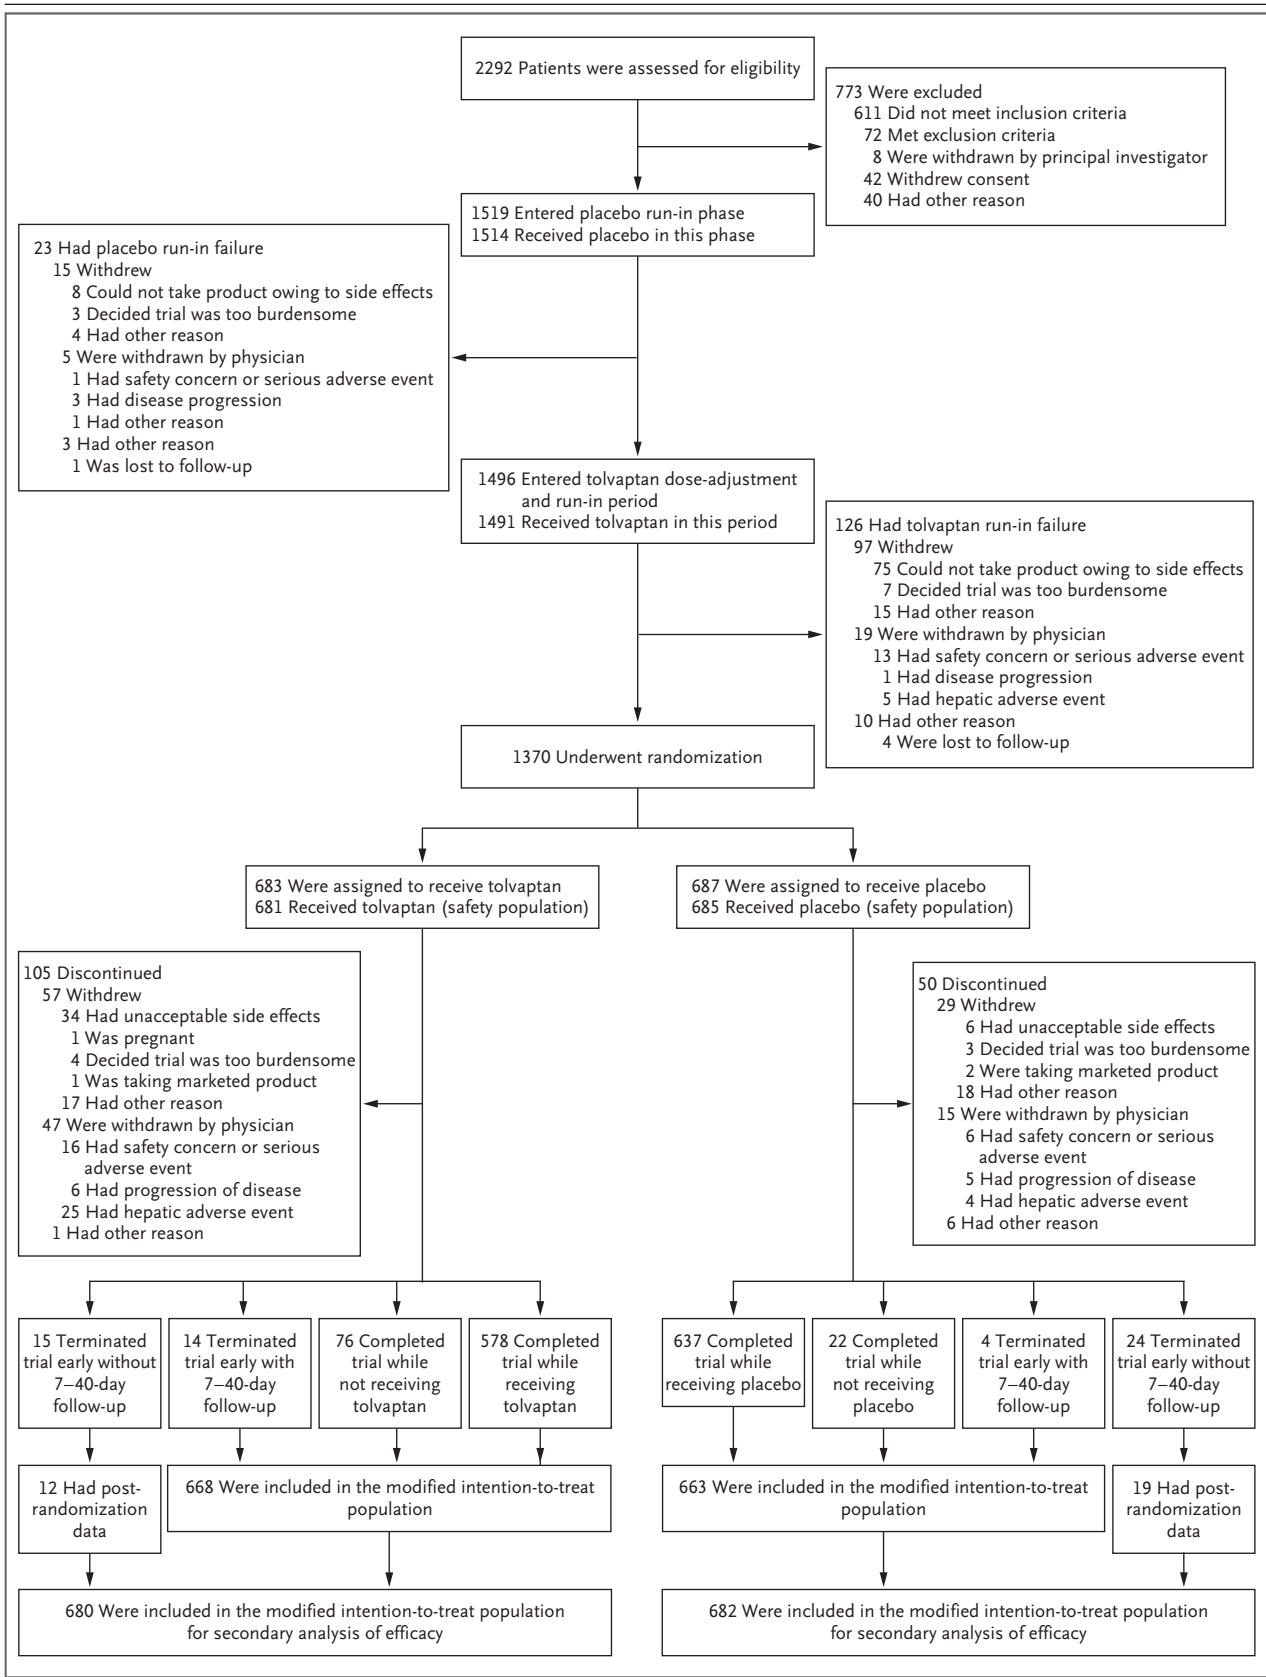 2292 Patients were assessed for eligibility
773 Were excluded
611 Did not meet inclusion criteria
72 Met exclusion criteria
8 Were withdrawn by principal investigator
42 Withdrew consent
40 Had other reason
1519 Entered placebo run-in phase
1514 Received placebo in this phase
23 Had placebo run-in failure
15 Withdrew
8 Could not take product owing to side effects
3 Decided trial was too burdensome
4 Had other reason
5 Were withdrawn by physician
1 Had safety concern or serious adverse event
3 Had disease progression
1 Had other reason
3 Had other reason
1 Was lost to follow-up
1496 Entered tolvaptan dose-adjustment
and run-in period
1491 Received tolvaptan in this period
126 Had tolvaptan run-in failure
97 Withdrew
75 Could not take product owing to side effects
7 Decided trial was too burdensome
15 Had other reason
19 Were withdrawn by physician
13 Had safety concern or serious adverse event
1 Had disease progression
5 Had hepatic adverse event
10 Had other reason
4 Were lost to follow-up
1370 Underwent randomization
683 Were assigned to receive tolvaptan
681 Received tolvaptan (safety population)
687 Were assigned to receive placebo
685 Received placebo (safety population)
105 Discontinued
57 Withdrew
34 Had unacceptable side effects
1 Was pregnant
4 Decided trial was too burdensome
1 Was taking marketed product
17 Had other reason
47 Were withdrawn by physician
16 Had safety concern or serious
adverse event
6 Had progression of disease
25 Had hepatic adverse event
1 Had other reason
50 Discontinued
29 Withdrew
6 Had unacceptable side effects
3 Decided trial was too burdensome
2 Were taking marketed product
18 Had other reason
15 Were withdrawn by physician
6 Had safety concern or serious
adverse event
5 Had progression of disease
4 Had hepatic adverse event
6 Had other reason
15 Terminated
trial early without
7–40-day
follow-up
14 Terminated
trial early with
7–40-day
follow-up
76 Completed
trial while
not receiving
tolvaptan
578 Completed
trial while
receiving
tolvaptan
637 Completed
trial while
receiving placebo
22 Completed
trial while
not receiving
placebo
4 Terminated
trial early with
7–40-day
follow-up
24 Terminated
trial early without
7–40-day
follow-up
12 Had post-
randomization
data
668 Were included in the modified intention-to-treat
population
663 Were included in the modified intention-to-treat
population
19 Had post-
randomization
data
680 Were included in the modified intention-to-treat population
for secondary analysis of efficacy
682 Were included in the modified intention-to-treat population
for secondary analysis of efficacy